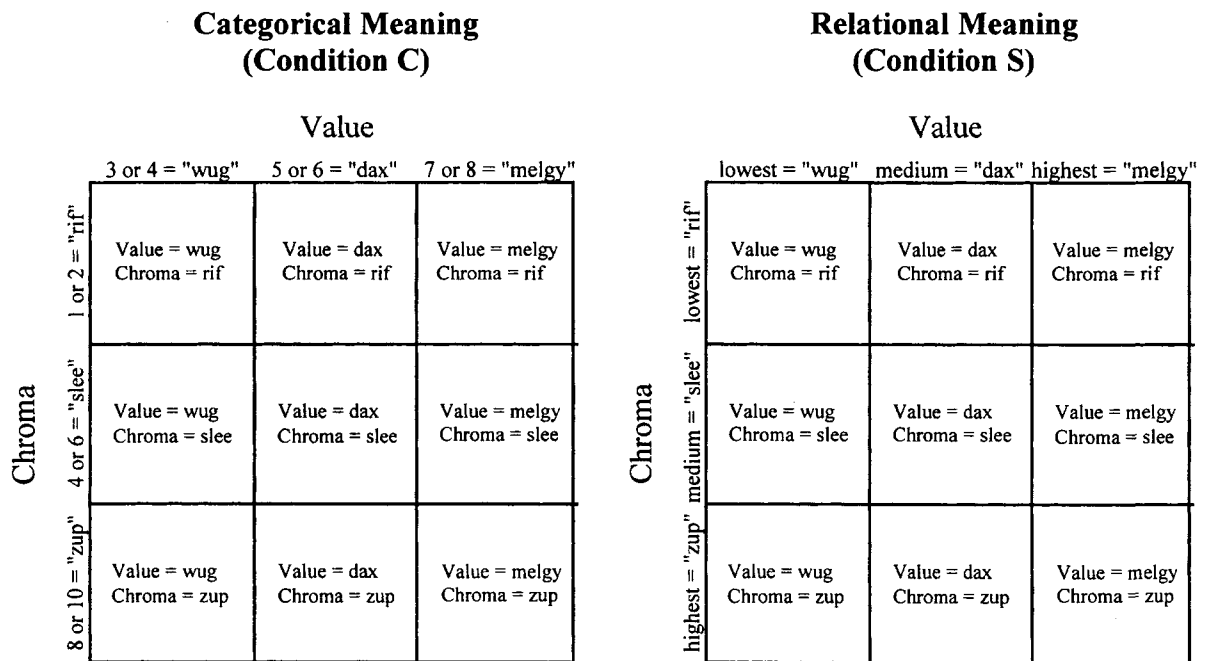 Categorical Meaning
(Condition C)
Value
3 or 4 = "wug" 5 or 6 = "dax" 7 or 8 = "melgy"
Chroma
1 or 2 = "rif"
Value = wug
Chroma = rif
Value = dax
Chroma = rif
Value = melgy
Chroma = rif
4 or 6 = "slee"
Value = wug
Chroma = slee
Value = dax
Chroma = slee
Value = melgy
Chroma = slee
8 or 10 = "zup"
Value = wug
Chroma = zup
Value = dax
Chroma = zup
Value = melgy
Chroma = zup
Relational Meaning
(Condition S)
Value
lowest = "wug" medium = "dax" highest = "melgy"
Chroma
lowest = "rif"
Value = wug
Chroma = rif
Value = dax
Chroma = rif
Value = melgy
Chroma = rif
medium = "slee"
Value = wug
Chroma = slee
Value = dax
Chroma = slee
Value = melgy
Chroma = slee
highest = "zup"
Value = wug
Chroma = zup
Value = dax
Chroma = zup
Value = melgy
Chroma = zup